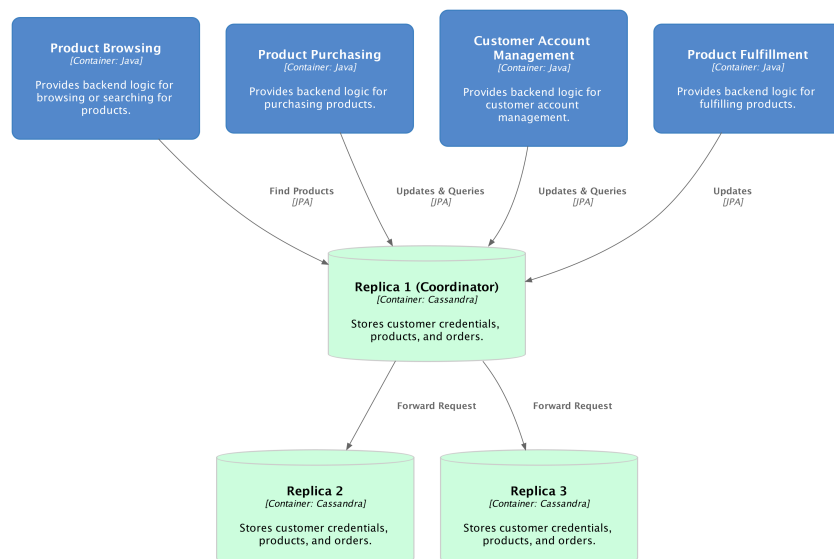 Product Browsing
[Container: Java]
Provides backend logic for
browsing or searching for
products.
Product Purchasing
[Container: Java]
Provides backend logic for
purchasing products.
Customer Account
Management
[Container: Java]
Provides backend logic for
customer account
management.
Product Fulfillment
[Container: Java]
Provides backend logic for
fulfilling products.
Find Products
[JPA]
Updates & Queries
[JPA]
Updates & Queries
[JPA]
Updates
[JPA]
Replica 1 (Coordinator)
[Container: Cassandra]
Stores customer credentials,
products, and orders.
Forward Request
Forward Request
Replica 2
[Container: Cassandra]
Stores customer credentials,
products, and orders.
Replica 3
[Container: Cassandra]
Stores customer credentials,
products, and orders.